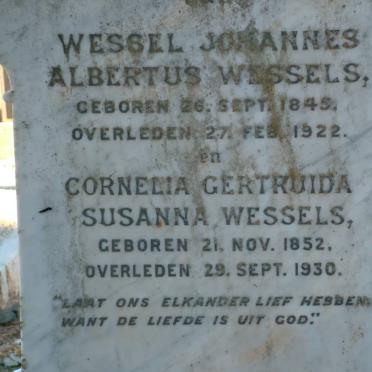 WESSEL JOHANNES
ALBERTUS WESSELS,
GEBOREN 26. SEPT. 1845.
OVERLEDEN 27. FEB. 1922.
en
CORNELIA GERTRUIDA
SUSANNA WESSELS,
GEBOREN 21. NOV. 1852.
OVERLEDEN 29. SEPT. 1930.
"LAAT ONS ELKANDER LIEF HEBBEN
WANT DE LIEFDE IS UIT GOD."